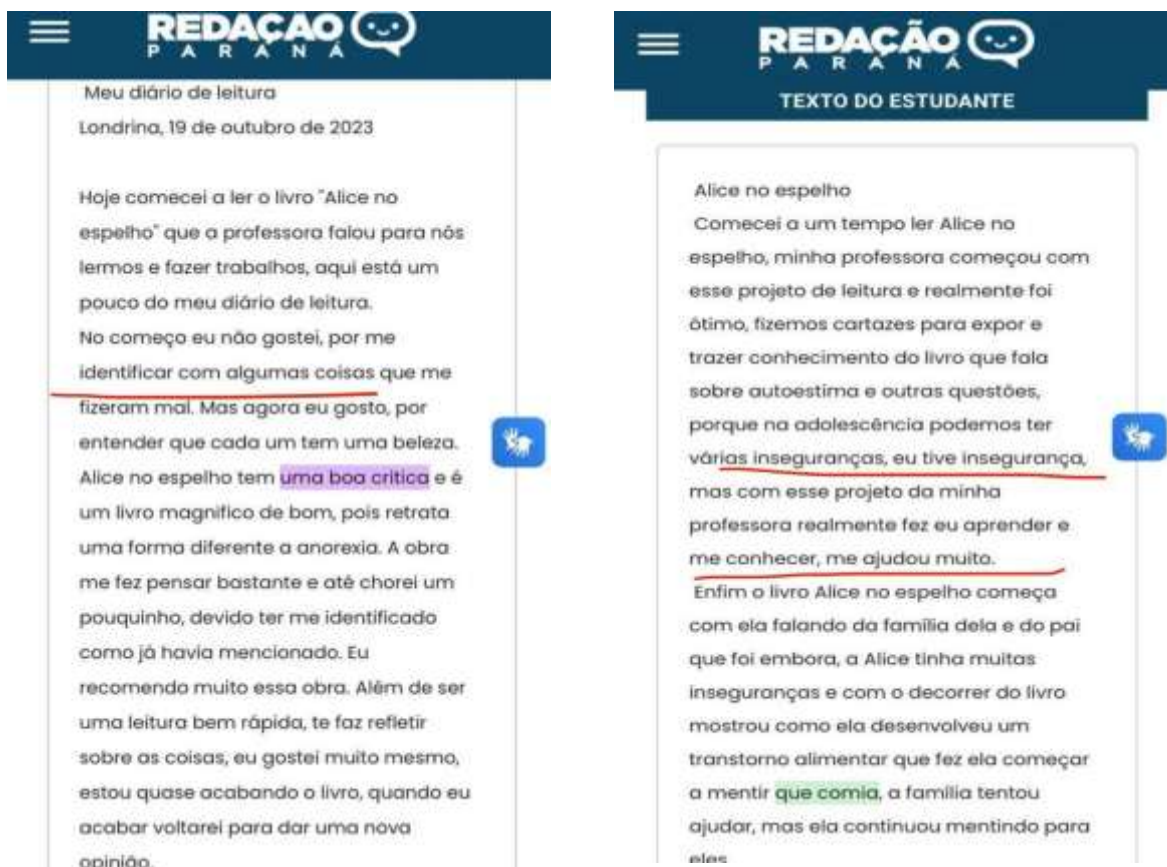 REDAÇÃO
PARANÁ
Meu diário de leitura
Londrina, 19 de outubro de 2023
Hoje comecei a ler o livro "Alice no
espelho" que a professora falou para nós
lermos e fazer trabalhos, aqui está um
pouco do meu diário de leitura.
No começo eu não gostei, por me
identificar com algumas coisas que me
fizeram mal. Mas agora eu gosto, por
entender que cada um tem uma beleza.
Alice no espelho tem uma boa critica e é
um livro magnifico de bom, pois retrata
uma forma diferente a anorexia. A obra
me fez pensar bastante e até chorei um
pouquinho, devido ter me identificado
como já havia mencionado. Eu
recomendo muito essa obra. Além de ser
uma leitura bem rápida, te faz refletir
sobre as coisas, eu gostei muito mesmo,
estou quase acabando o livro, quando eu
acabar voltarei para dar uma nova
opinião.
REDAÇÃO
PARANÁ
TEXTO DO ESTUDANTE
Alice no espelho
Comecei a um tempo ler Alice no
espelho, minha professora começou com
esse projeto de leitura e realmente foi
ótimo, fizemos cartazes para expor e
trazer conhecimento do livro que fala
sobre autoestima e outras questões,
porque na adolescência podemos ter
várias inseguranças, eu tive insegurança,
mas com esse projeto da minha
professora realmente fez eu aprender e
me conhecer, me ajudou muito.
Enfim o livro Alice no espelho começa
com ela falando da família dela e do pai
que foi embora, a Alice tinha muitas
inseguranças e com o decorrer do livro
mostrou como ela desenvolveu um
transtorno alimentar que fez ela começar
a mentir que comia, a família tentou
ajudar, mas ela continuou mentindo para
eles